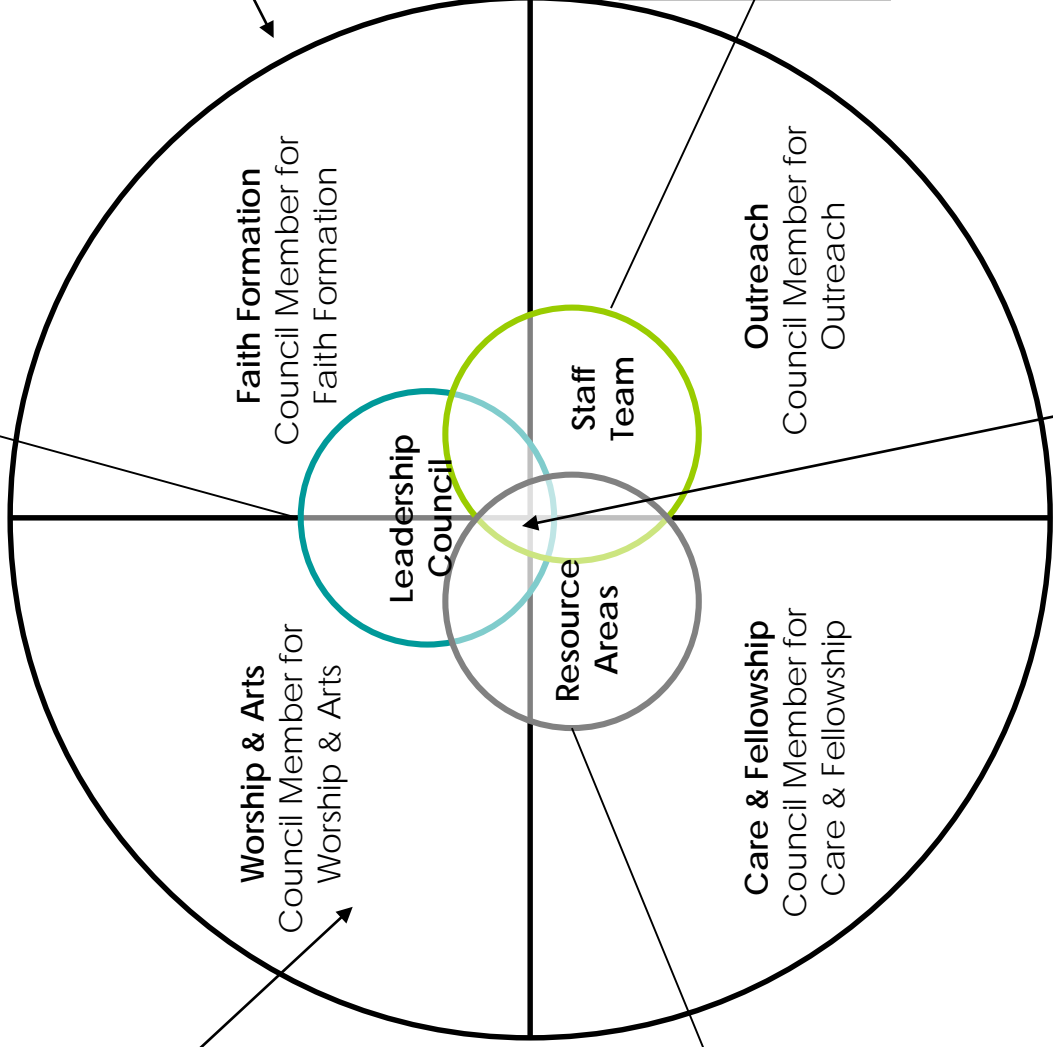 Worship & Arts
Council Member for
Worship & Arts
Faith Formation
Council Member for
Faith Formation
Leadership
Council
Resource
Areas
Staff
Team
Care & Fellowship
Council Member for
Care & Fellowship
Outreach
Council Member for
Outreach